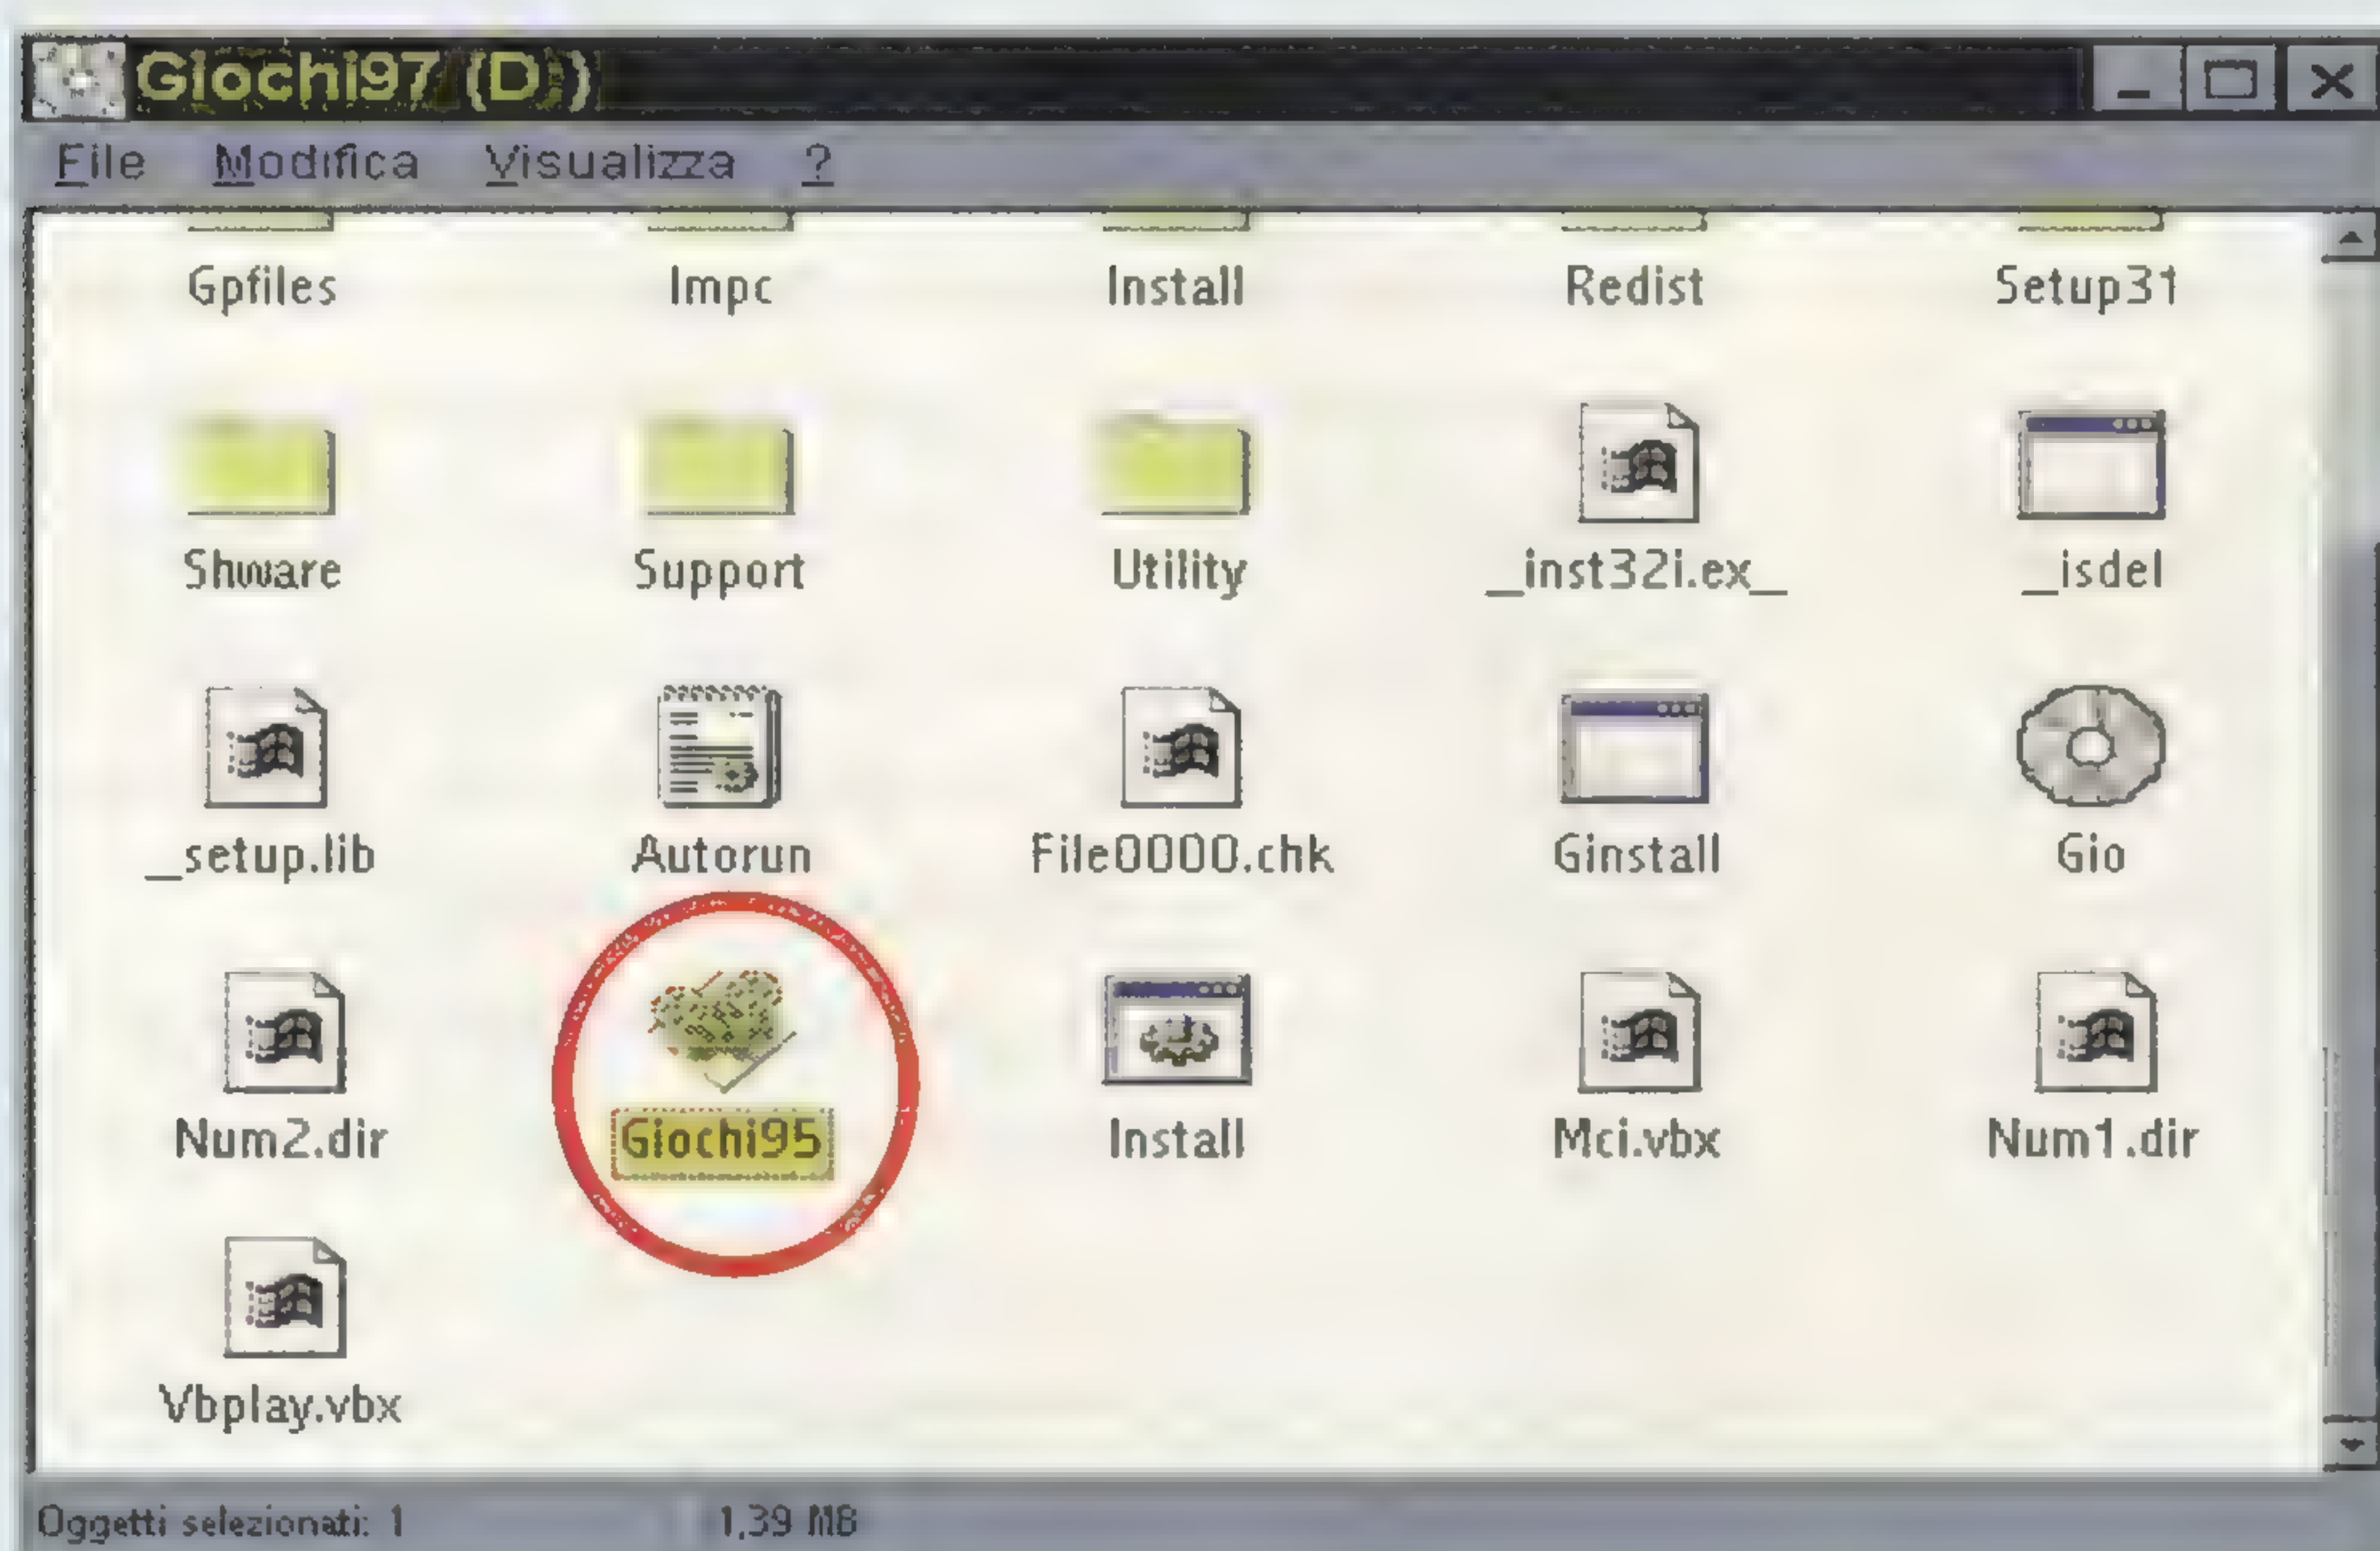 Giochi97 (D:)
File Modifica Visualizza ?
Gpfiles Impc Install Redist Setup31
Shware Support Utility _inst32i.ex_ _isdel
_setup.lib Autorun File0000.chk Ginstall Gio
Num2.dir Giochi95 Install Mci.vbx Num1.dir
Vbplay.vbx
Oggetti selezionati: 1 1,39 MB